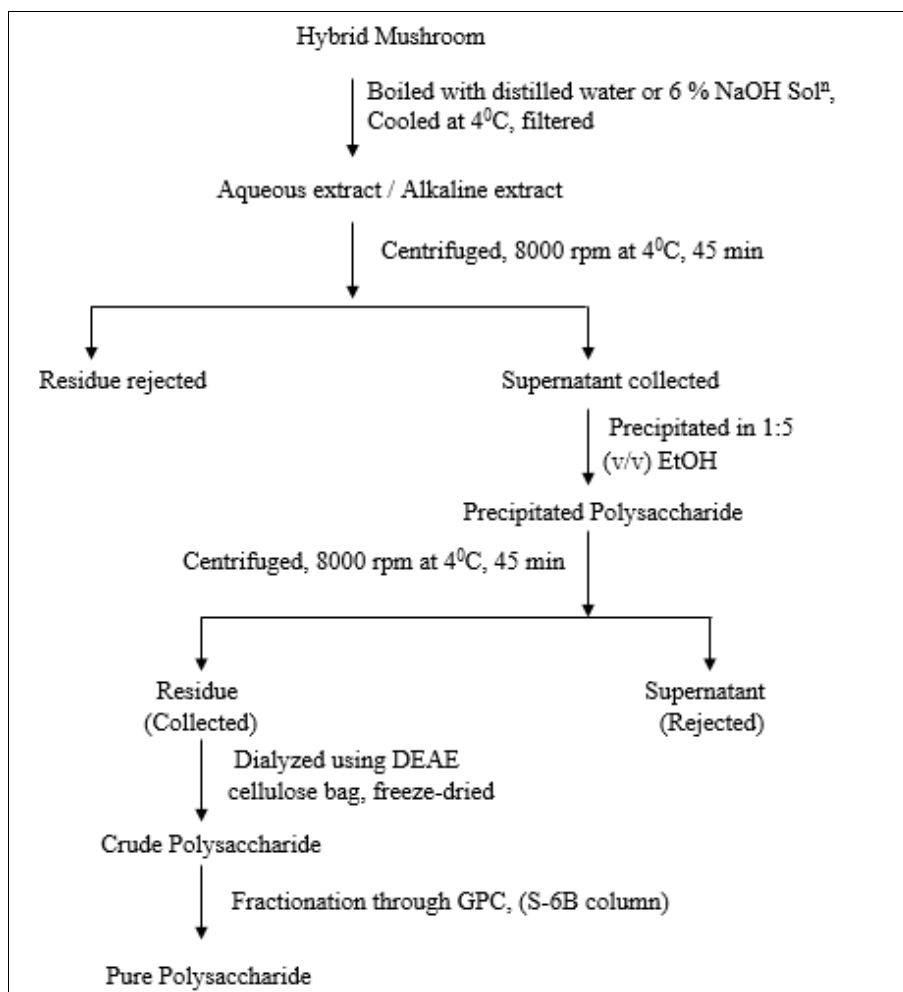 Hybrid Mushroom
Boiled with distilled water or 6 % NaOH Solⁿ,
Cooled at 4⁰C, filtered
Aqueous extract / Alkaline extract
Centrifuged, 8000 rpm at 4⁰C, 45 min
Residue rejected
Supernatant collected
Precipitated in 1:5
(v/v) EtOH
Precipitated Polysaccharide
Centrifuged, 8000 rpm at 4⁰C, 45 min
Residue
(Collected)
Supernatant
(Rejected)
Dialyzed using DEAE
cellulose bag, freeze-dried
Crude Polysaccharide
Fractionation through GPC, (S-6B column)
Pure Polysaccharide